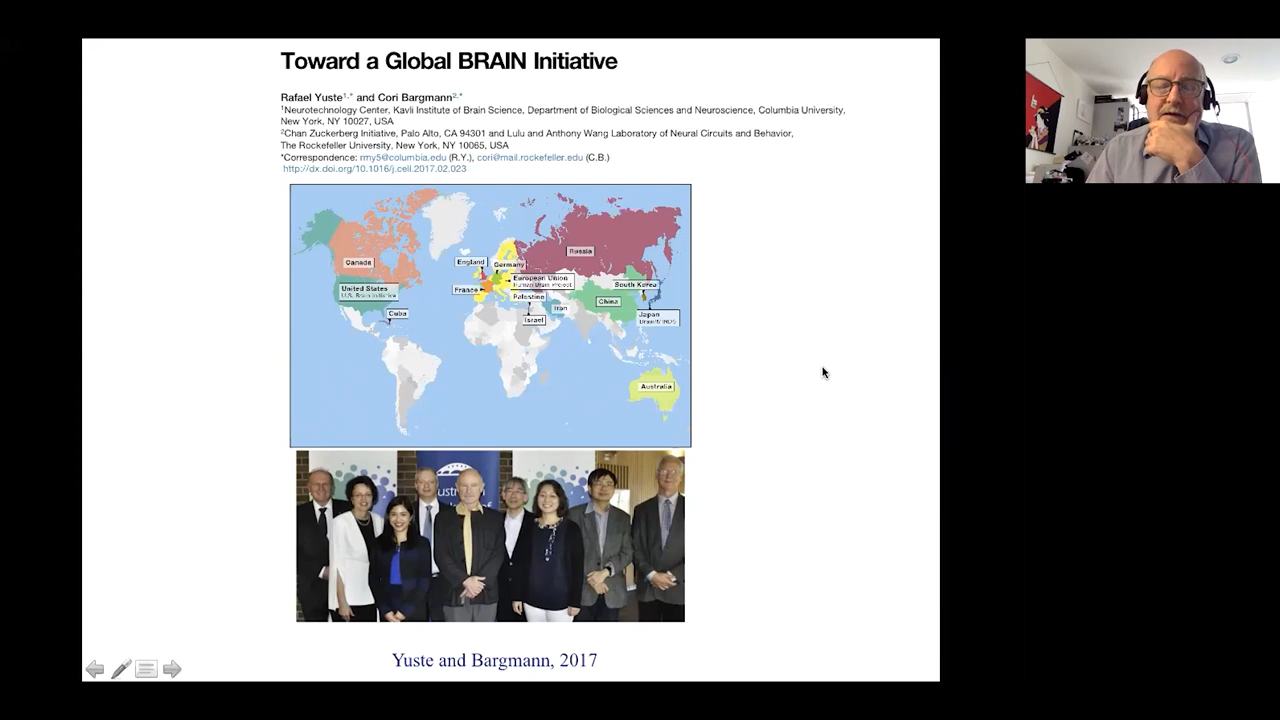 Toward a Global BRAIN Initiative
Rafael Yuste1,* and Cori Bargmann2,*
1Neurotechnology Center, Kavli Institute of Brain Science, Department of Biological Sciences and Neuroscience, Columbia University,
New York, NY 10027, USA
2Chan Zuckerberg Initiative, Palo Alto, CA 94301 and Lulu and Anthony Wang Laboratory of Neural Circuits and Behavior,
The Rockefeller University, New York, NY 10065, USA
*Correspondence: rmy5@columbia.edu (R.Y.), cori@mail.rockefeller.edu (C.B.)
http://dx.doi.org/10.1016/j.cell.2017.02.023
Canada
United States
U.S. Brain Initiative
Cuba
England
Germany
France
European Union
Human Brain Project
Palestine
Israel
Iran
Russia
South Korea
China
Japan
Brain/MINDS
Australia
Yuste and Bargmann, 2017